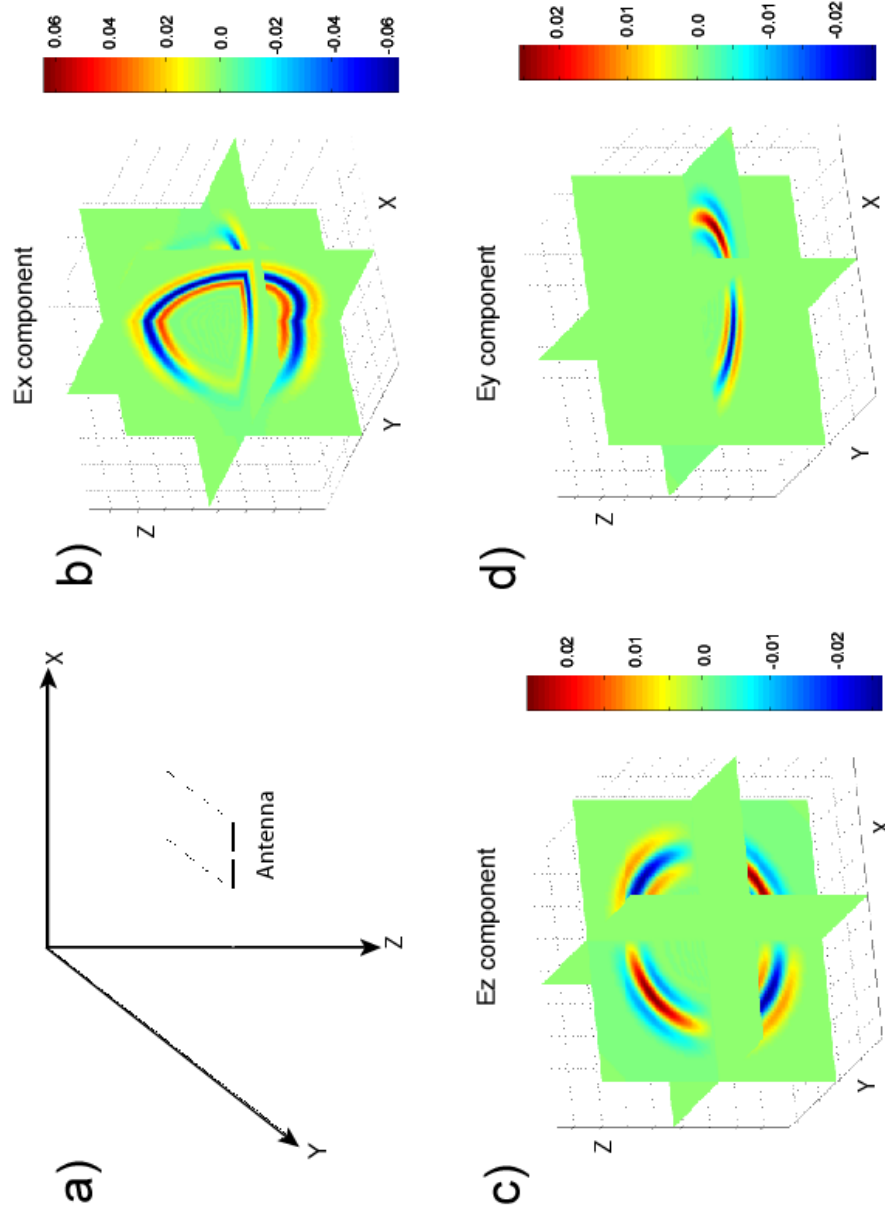 a)
X
Y
Z
Antenna
b)
Ex component
Z
Y
X
0.06
0.04
0.02
0.0
-0.02
-0.04
-0.06
c)
Ez component
Z
Y
X
0.02
0.01
0.0
-0.01
-0.02
d)
Ey component
Z
Y
X
0.02
0.01
0.0
-0.01
-0.02